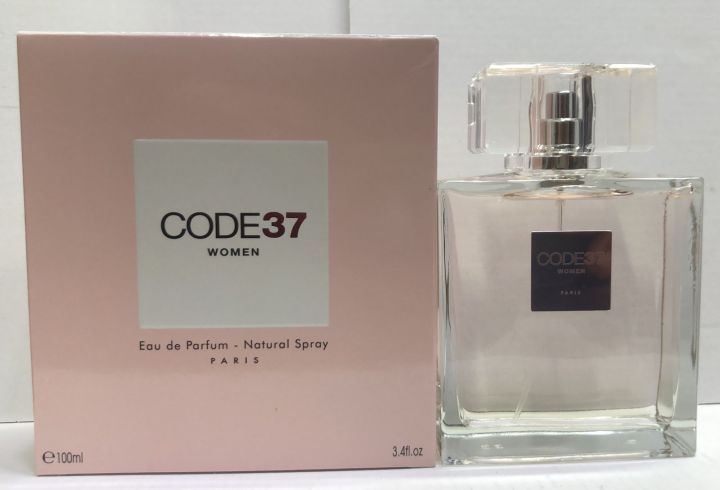 CODE37
WOMEN
Eau de Parfum - Natural Spray
PARIS
℮100ml
3.4fl.oz
CODE37
WOMEN
PARIS